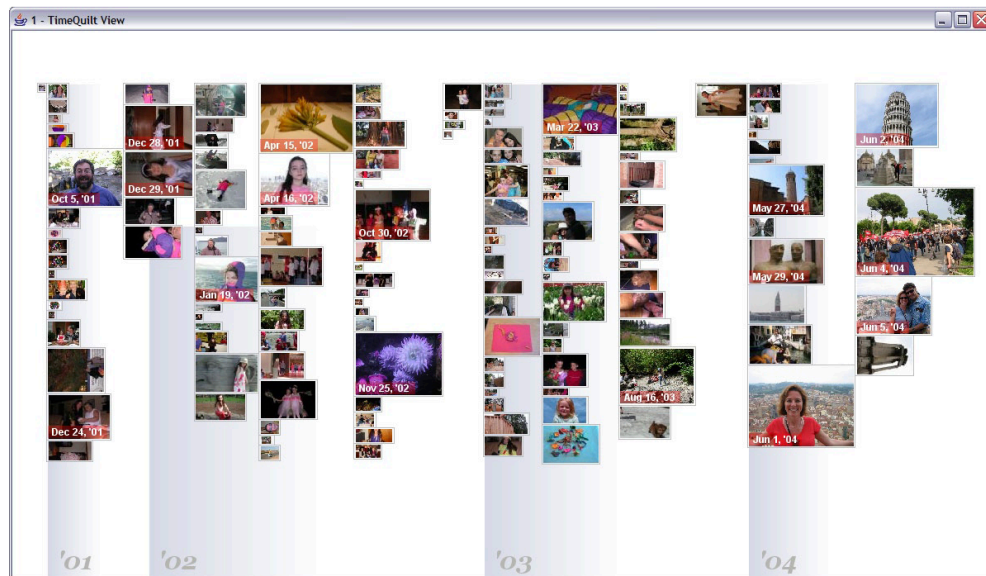 1 - TimeQuilt View
Oct 5, '01
Dec 24, '01
Dec 28, '01
Dec 29, '01
Jan 19, '02
Apr 15, '02
Apr 16, '02
Oct 30, '02
Nov 25, '02
Mar 22, '03
Aug 16, '03
May 27, '04
May 29, '04
Jun 1, '04
Jun 2, '04
Jun 4, '04
Jun 5, '04
'01
'02
'03
'04